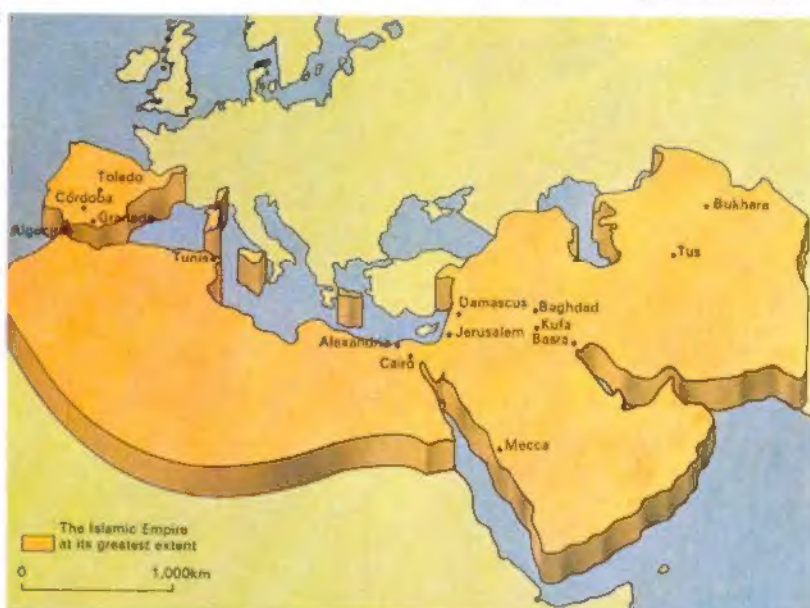 Toledo
Córdoba
Granada
Algeciras
Tunis
Bukhara
Tus
Damascus
Baghdad
Jerusalem
Kufa
Basra
Alexandria
Cairo
Mecca
The Islamic Empire
at its greatest extent
0 1,000km